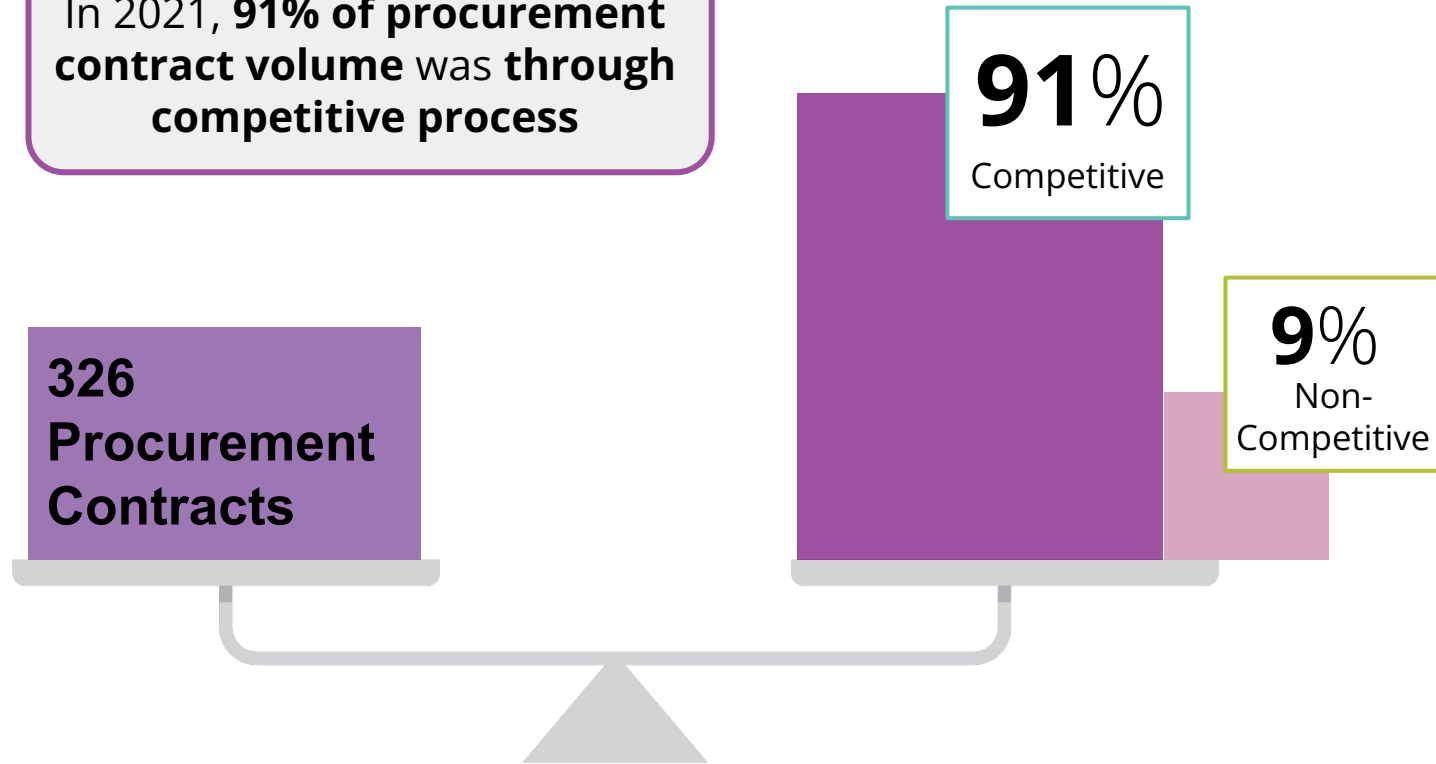 In 2021, 91% of procurement
contract volume was through
competitive process
91%
Competitive
9%
Non-
Competitive
326
Procurement
Contracts